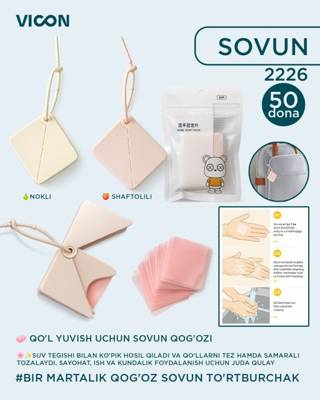 VICON
SOVUN
2226
50
dona
NOKLI
SHAFTOLILI
QO'L YUVISH UCHUN SOVUN QOG'OZI
SUV TEGISHI BILAN KO'PIK HOSIL QILADI VA QO'LLARNI TEZ HAMDA SAMARALI
TOZALAYDI. SAYOHAT, ISH VA KUNDALIK FOYDALANISH UCHUN JUDA QULAY
#BIR MARTALIK QOG'OZ SOVUN TO'RTBURCHAK